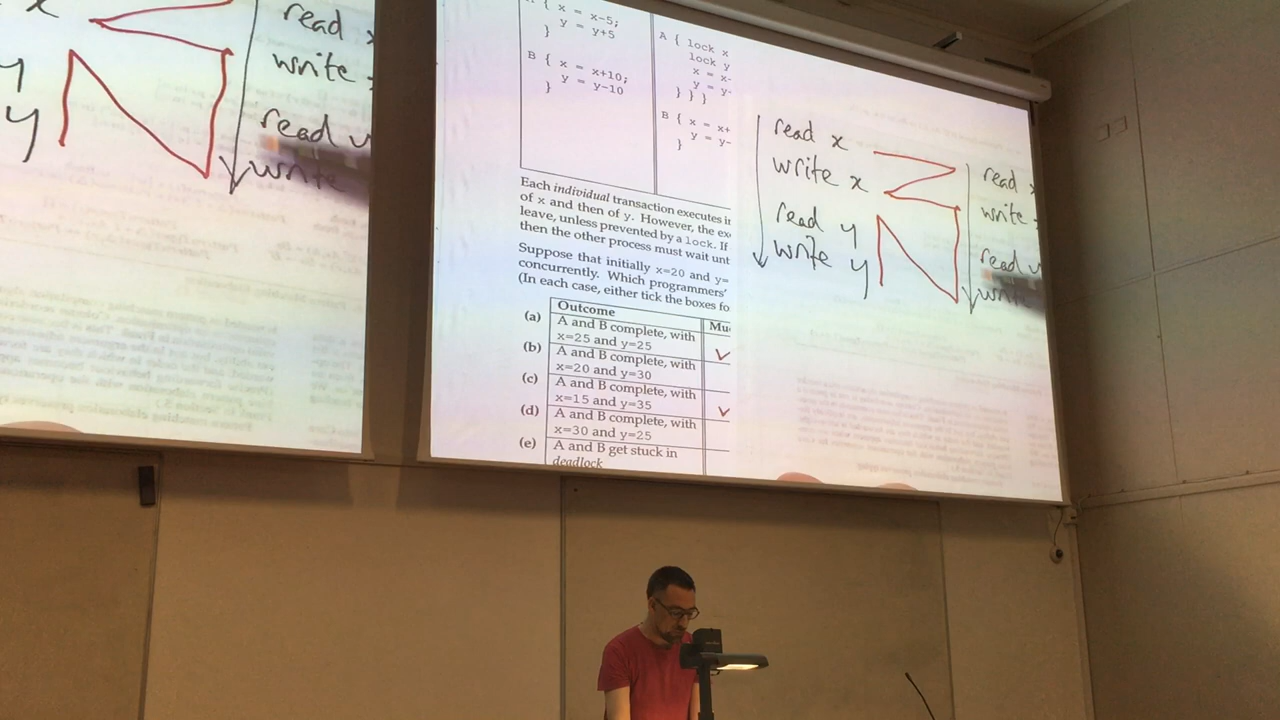 read
write
y
read
y
write
{ x = x-5;
y = y+5
}
B { x = x+10;
y = y-10
}
A { lock x
lock y
x = x-
y = y-
} } }
B { x = x+
y = y-
}
Each individual transaction executes
of x and then of y. However, the
leave, unless prevented by a lock. If
then the other process must wait
Suppose that initially x=20 and y=
concurrently. Which programmers'
(In each case, either tick the boxes
Outcome
(a) A and B complete, with
x=25 and y=25
(b) A and B complete, with
x=20 and y=30
(c) A and B complete, with
x=15 and y=35
(d) A and B complete, with
x=30 and y=25
(e) A and B get stuck in
deadlock
read x
write x
read y
write y
read
write
read
write